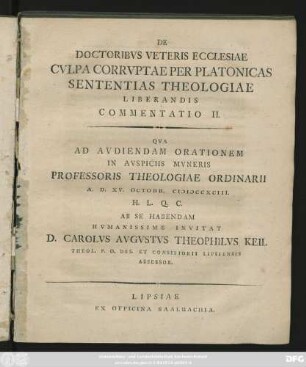 DE
DOCTORIBVS VETERIS ECCLESIAE
CVLPA CORRVPTAE PER PLATONICAS
SENTENTIAS THEOLOGIAE
LIBERANDIS
COMMENTATIO II.
QVA
AD AVDIENDAM ORATIONEM
IN AVSPICIIS MVNERIS
PROFESSORIS THEOLOGIAE ORDINARII
A. D. XV. OCTOBR. CIƆIƆCCXCIII.
H. L. Q. C.
AB SE HABENDAM
HVMANISSIME INVITAT
D. CAROLVS AVGVSTVS THEOPHILVS KEIL
THEOL. P. O. DES. ET CONSISTORII LIPSIENSIS
ASSESSOR.
LIPSIAE
EX OFFICINA SAALBACHIA.